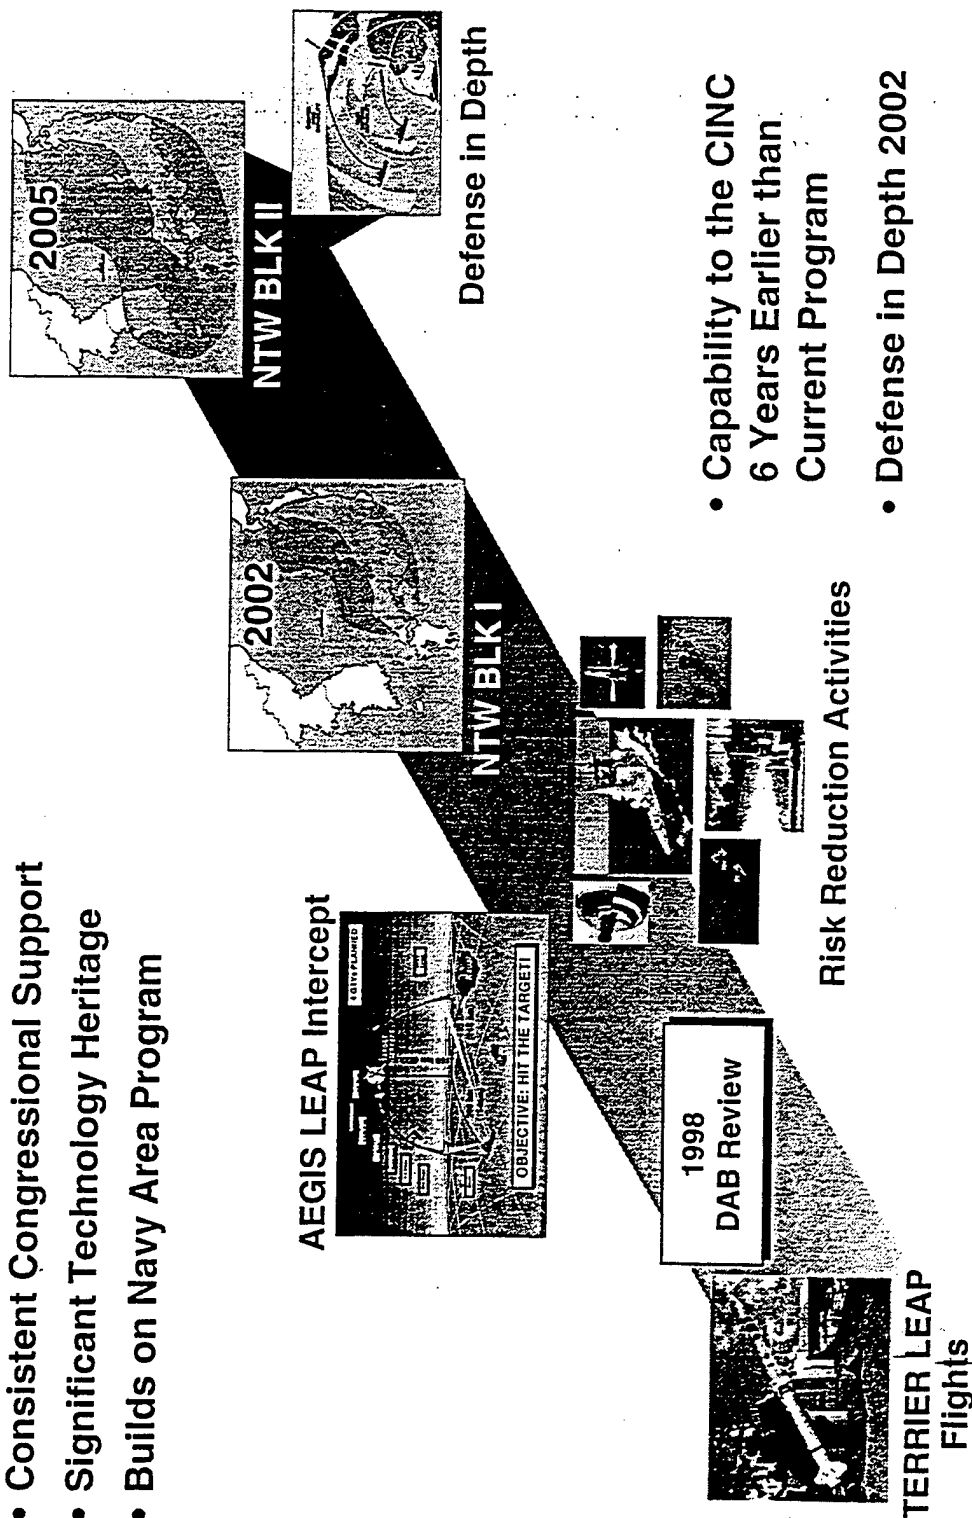 • Consistent Congressional Support
• Significant Technology Heritage
• Builds on Navy Area Program
AEGIS LEAP Intercept
OBJECTIVE: HIT THE TARGET!
1998
DAB Review
TERRIER LEAP
Flights
2002
NTW BLK I
Risk Reduction Activities
2005
NTW BLK II
Defense in Depth
• Capability to the CINC
6 Years Earlier than
Current Program
• Defense in Depth 2002